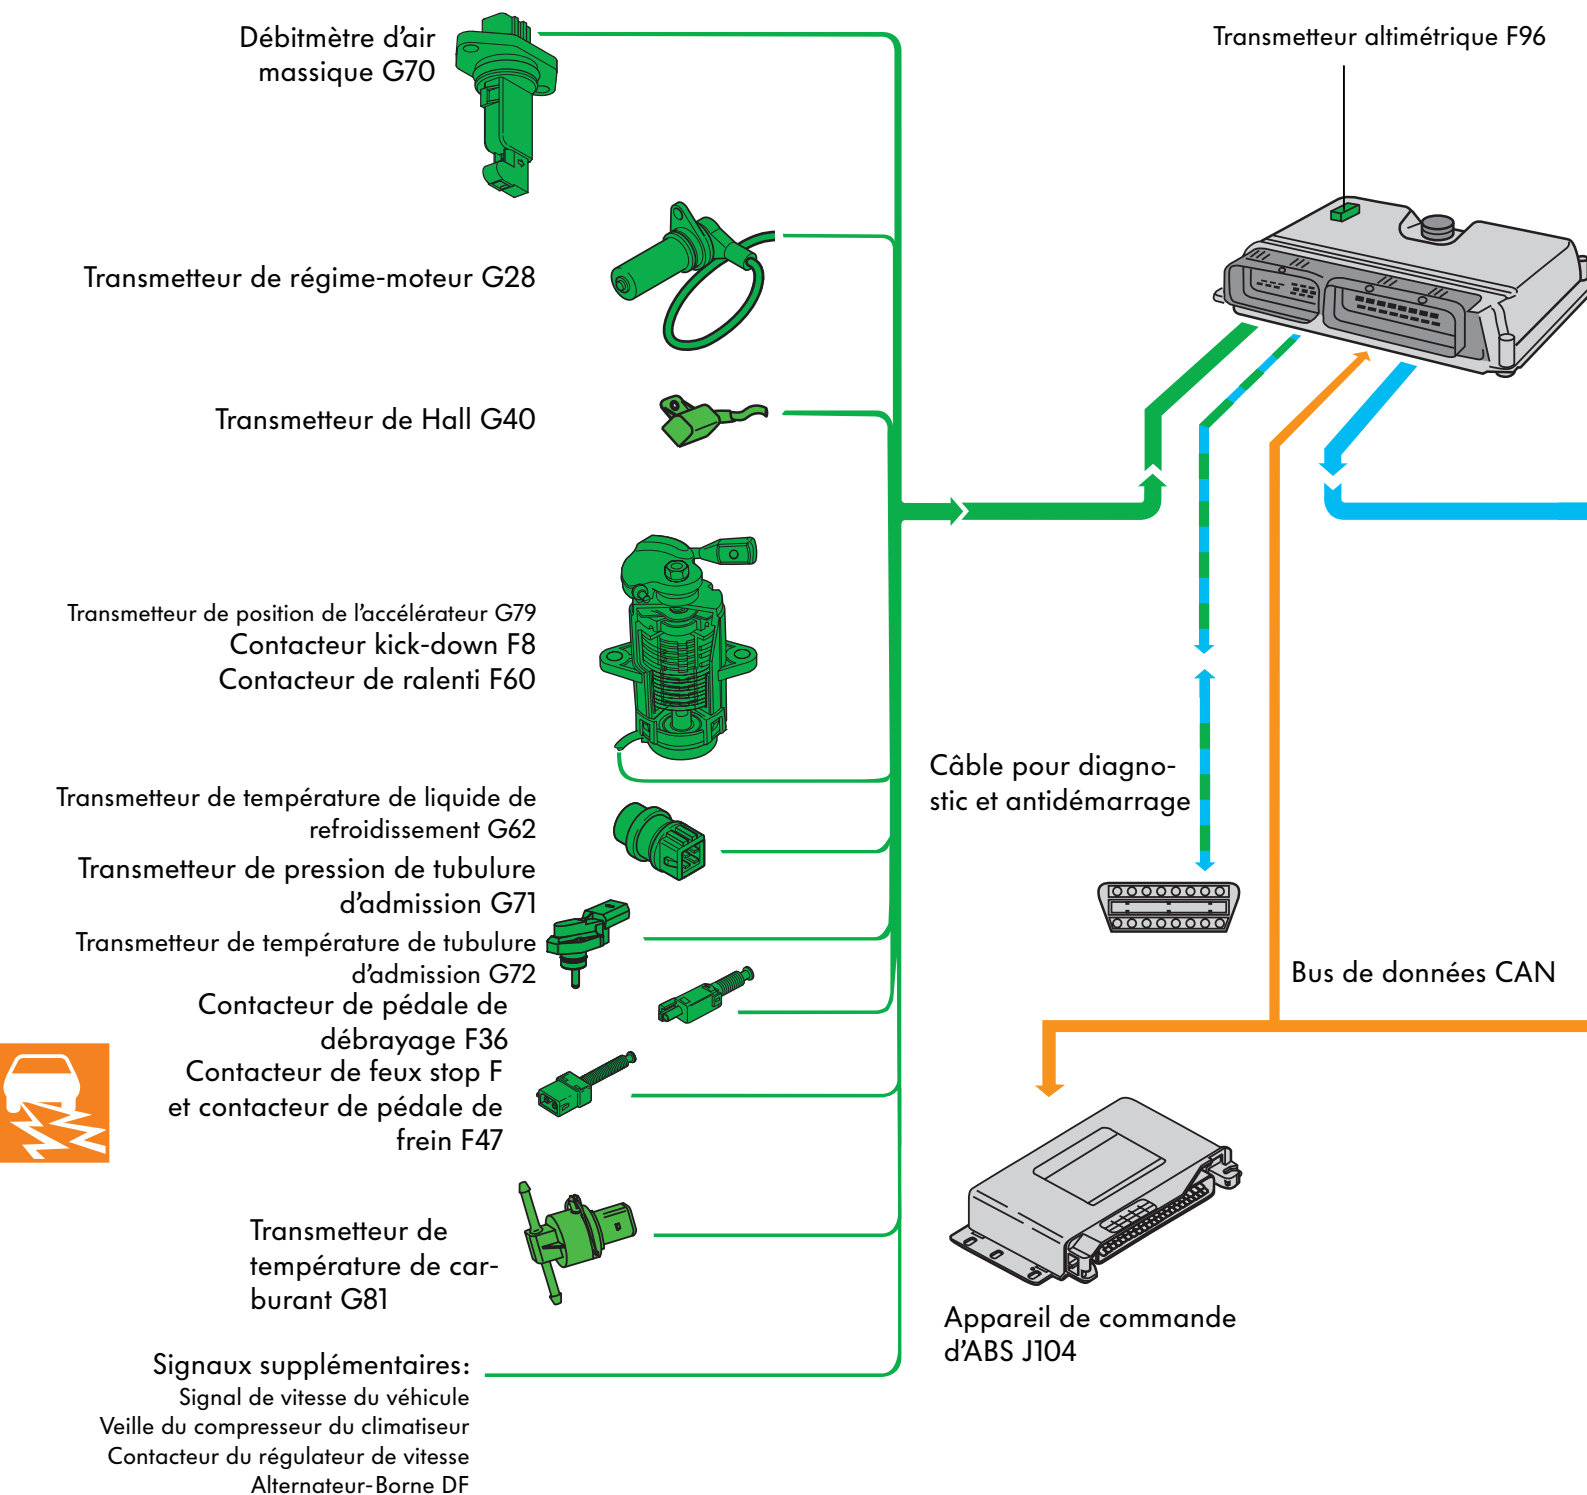 Débitmètre d'air
massique G70
Transmetteur altimétrique F96
Transmetteur de régime-moteur G28
Transmetteur de Hall G40
Transmetteur de position de l'accélérateur G79
Contacteur kick-down F8
Contacteur de ralenti F60
Transmetteur de température de liquide de
refroidissement G62
Transmetteur de pression de tubulure
d'admission G71
Transmetteur de température de tubulure
d'admission G72
Contacteur de pédale de
débrayage F36
Contacteur de feux stop F
et contacteur de pédale de
frein F47
Transmetteur de
température de car-
burant G81
Signaux supplémentaires:
Signal de vitesse du véhicule
Veille du compresseur du climatiseur
Contacteur du régulateur de vitesse
Alternateur-Borne DF
Câble pour diagno-
stic et antidémarrage
Bus de données CAN
Appareil de commande
d'ABS J104